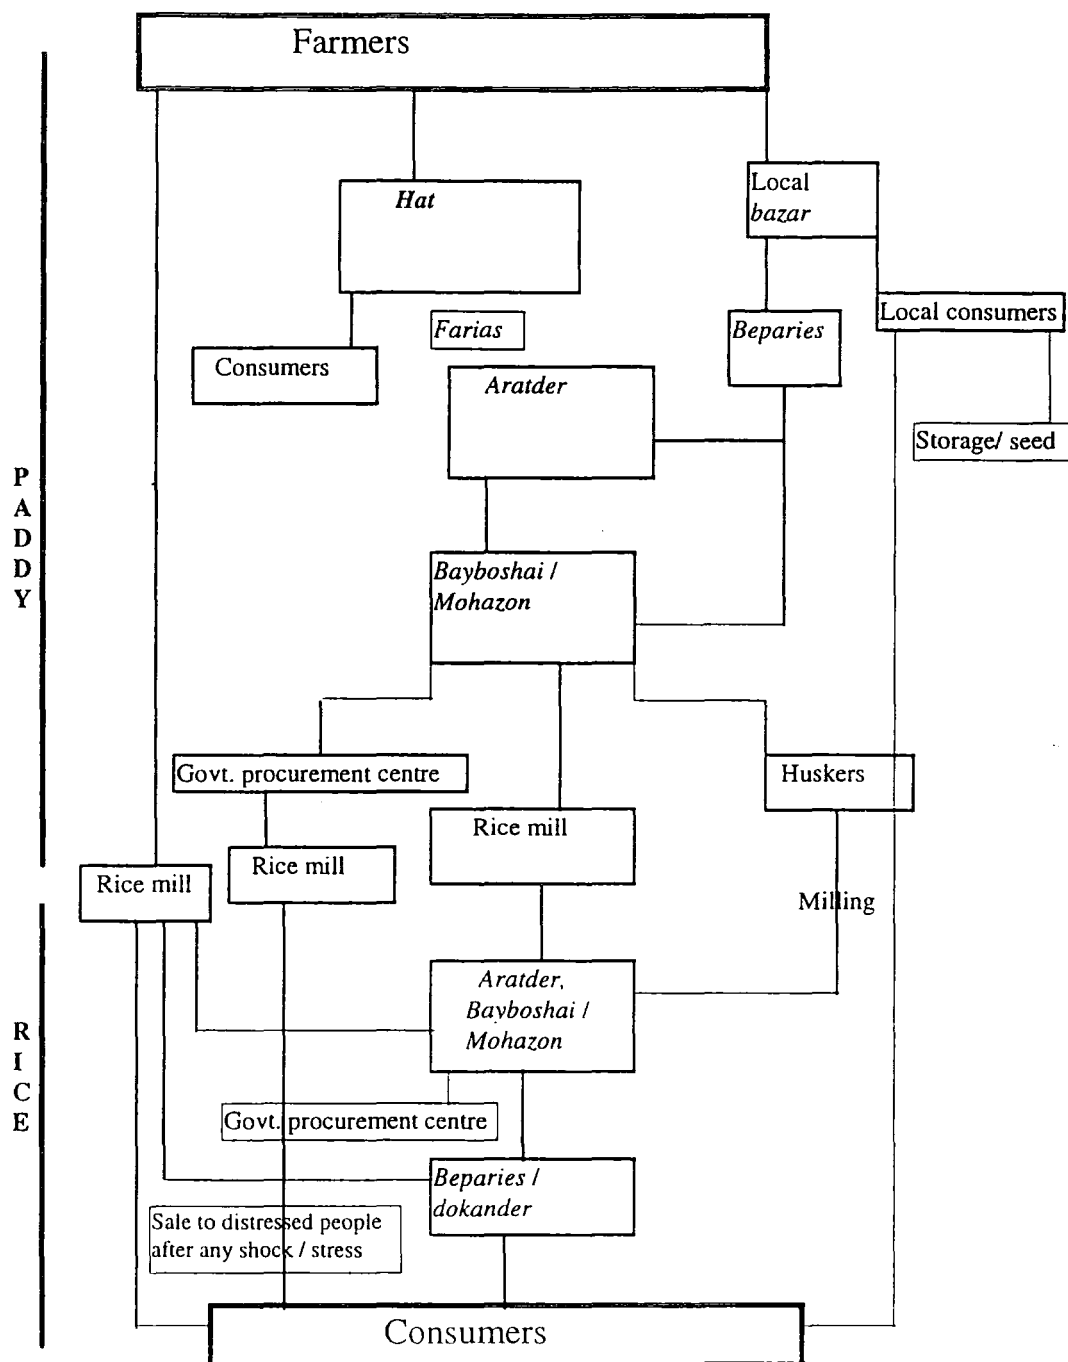 Farmers
Hat
Local
bazar
Local consumers
Farias
Beparies
Consumers
Aratder
Storage/ seed
PADDY
Bayboshai /
Mohazon
Govt. procurement centre
Huskers
Rice mill
Rice mill
Rice mill
Milling
Aratder,
Bayboshai /
Mohazon
RICE
Govt. procurement centre
Beparies /
dokander
Sale to distressed people
after any shock / stress
Consumers